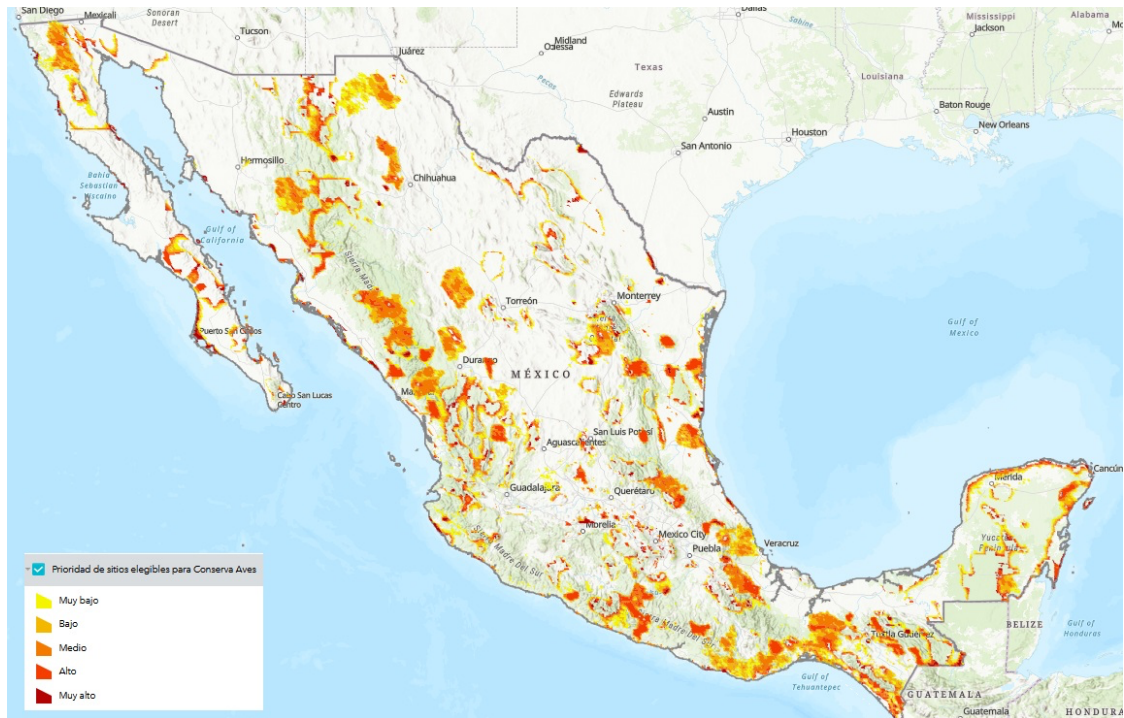 San Diego
Mexicali
Sonoran
Desert
Tucson
Juárez
Midland
Odessa
Dallas
Sabine
Mississippi
Jackson
Alabama
Pecos
Texas
Louisiana
Edwards
Plateau
Austin
Baton Rouge
New Orleans
Houston
San Antonio
Hermosillo
Chihuahua
Bahía
Sebastian
Viscaino
Gulf of
California
Sierra Mad
Torreón
Monterrey
Gulf of
Mexico
Puerto San C
Durango
MÉXICO
Cabo San Lucas
Centro
San Luis Potosí
Aguascalientes
Guadalajara
Querétaro
Morelia
Mexico City
Puebla
Veracruz
Mérida
Cancún
Sierra Madre Del Sur
BELIZE
Gulf of
Honduras
Tuxtla Gutiérrez
Gulf of
Tehuantepec
GUATEMALA
Guatemala
HONDURA
Prioridad de sitios elegibles para Conserva Aves
Muy bajo
Bajo
Medio
Alto
Muy alto